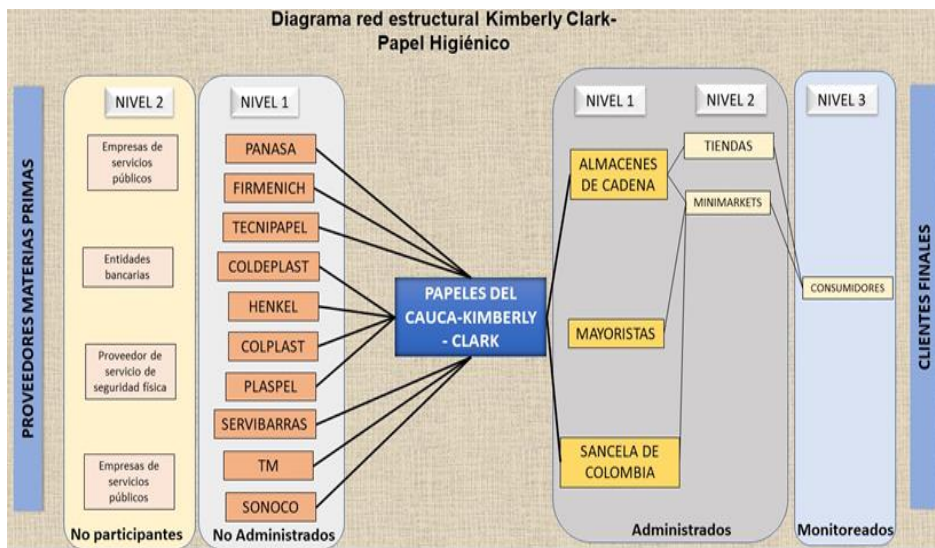 Diagrama red estructural Kimberly Clark-
Papel Higiénico
PROVEEDORES MATERIAS PRIMAS
NIVEL 2
Empresas de
servicios
públicos
Entidades
bancarias
Proveedor de
servicio de
seguridad física
Empresas de
servicios
públicos
No participantes
NIVEL 1
PANASA
FIRMENICH
TECNIPAPEL
COLDEPLAST
HENKEL
COLPLAST
PLASPEL
SERVIBARRAS
TM
SONOCO
No Administrados
PAPELES DEL
CAUCA-KIMBERLY
- CLARK
NIVEL 1
ALMACENES
DE CADENA
MAYORISTAS
SANCELA DE
COLOMBIA
NIVEL 2
TIENDAS
MINIMARKETS
Administrados
NIVEL 3
CONSUMIDORES
Monitoreados
CLIENTES FINALES